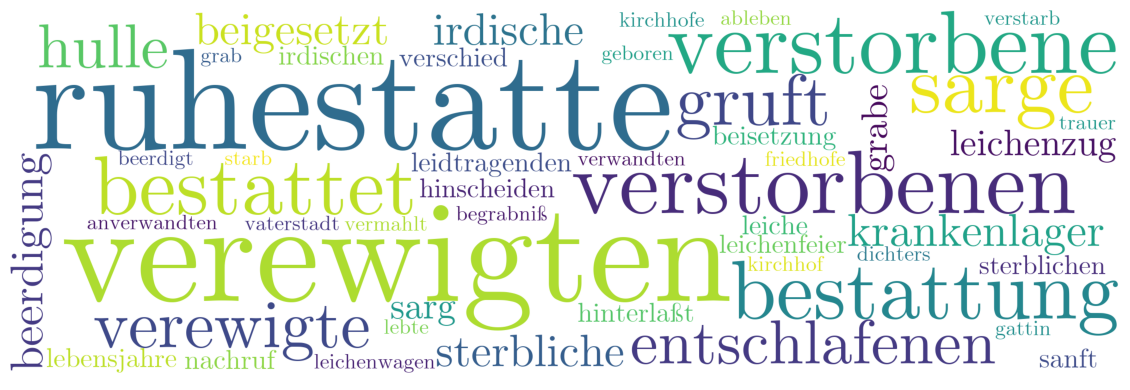 kirchhofe ableben verstarb
hulle beigesetzt irdische verstorbene
grab irdischen verschied geboren
ruhestatte gruft sarge
beisetzung grabe trauer
leichenzug
beerdigt starb leidtragenden verwandten friedhofe
beerdigung bestattet hinscheiden verstorbenen
anverwandten vaterstadt vermahlt begrabniß
leiche krankenlager
leichenfeier
verewigten kirchhof dichters sterblichen
bestattung
verewigte sarg hinterlaßt
lebte gattin
lebensjahre nachruf leichenwagen sterbliche entschlafenen sanft